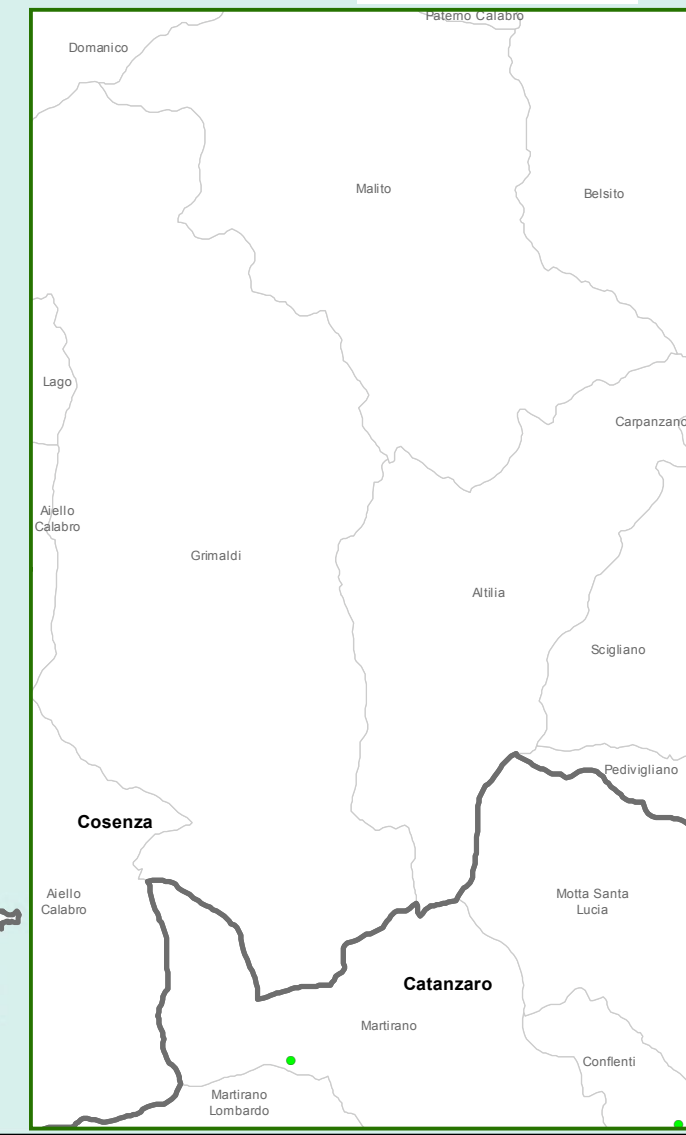 Paterno Calabro
Domanico
Malito
Belsito
Lago
Carpanzano
Aiello
Calabro
Grimaldi
Altilia
Scigliano
Pedivigliano
Cosenza
Aiello
Calabro
Motta Santa
Lucia
Catanzaro
Martirano
Conflenti
Martirano
Lombardo